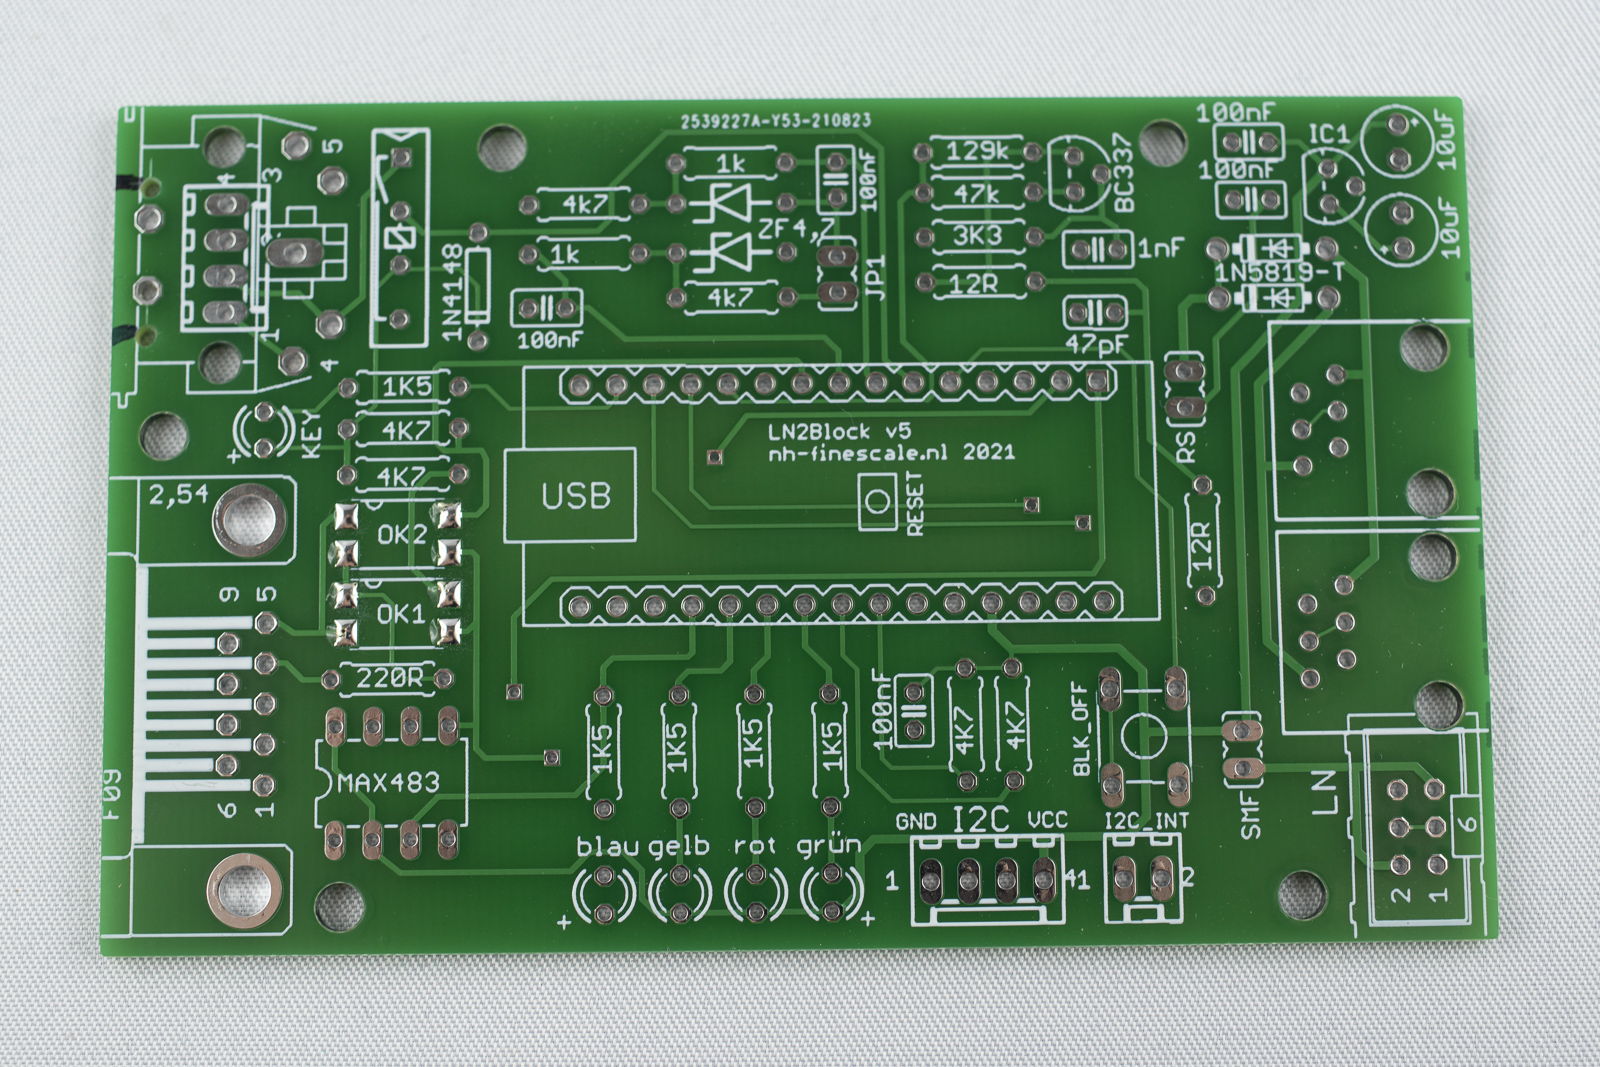 2539227A-Y53-210823
100nF
IC1
10uF
5
1k
100nF
129k
BC337
100nF
4
3
4k7
47k
10uF
ZF4,7
3K3
1nF
1k
1N4148
JP1
12R
1N5819-T
4k7
100nF
47pF
1
4
1K5
KEY
+
4K7
LN2Block v5
nh-finescale.nl 2021
RS
4K7
2,54
USB
RESET
OK2
12R
9
5
OK1
220R
100nF
4K7
4K7
BLK_OFF
1K5
1K5
1K5
1K5
MAX483
F09
6
1
SMF
LN
6
blau
gelb
rot
grün
GND
I2C
VCC
I2C_INT
1
4
1
2
2
1
+
+